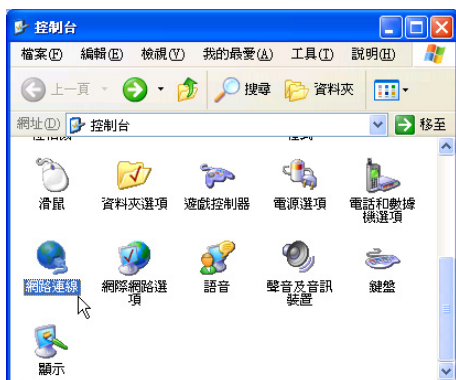 控制台
檔案(F) 編輯(E) 檢視(V) 我的最愛(A) 工具(T) 說明(H)
上一頁 搜尋 資料夾
網址(D) 控制台 移至
滑鼠 資料夾選項 遊戲控制器 電源選項 電話和數據
機選項
網路連線 網際網路選
項 語音 聲音及音訊
裝置 鍵盤
顯示